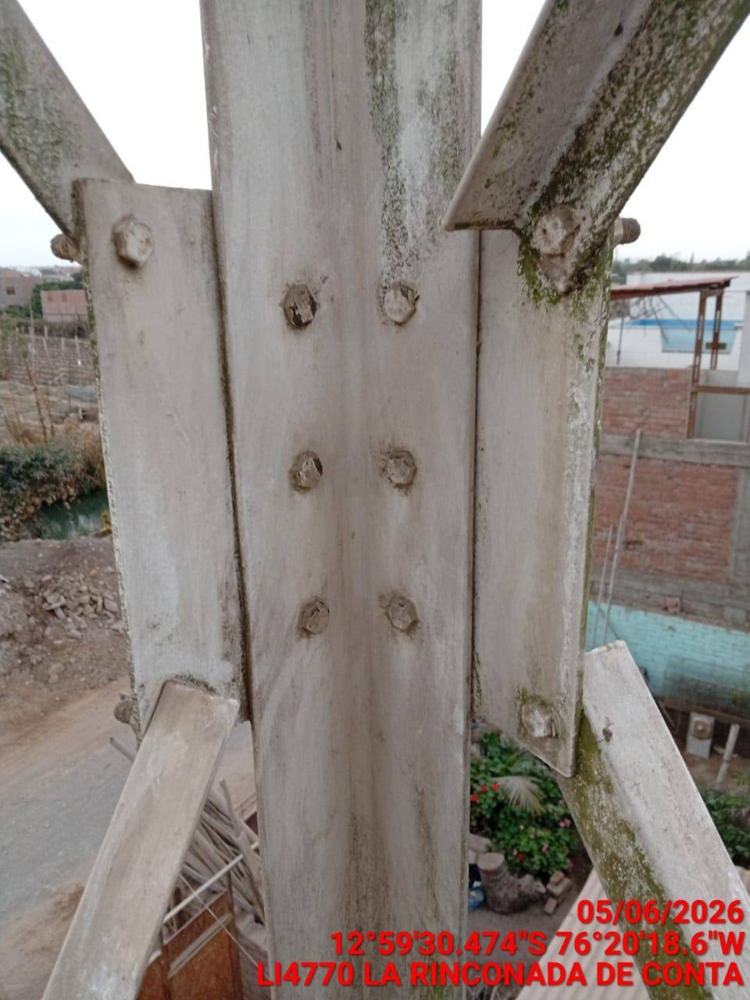 05/06/2026
12°59'30.474"S 76°20'18.6"W
LI4770 LA RINCONADA DE CONTA